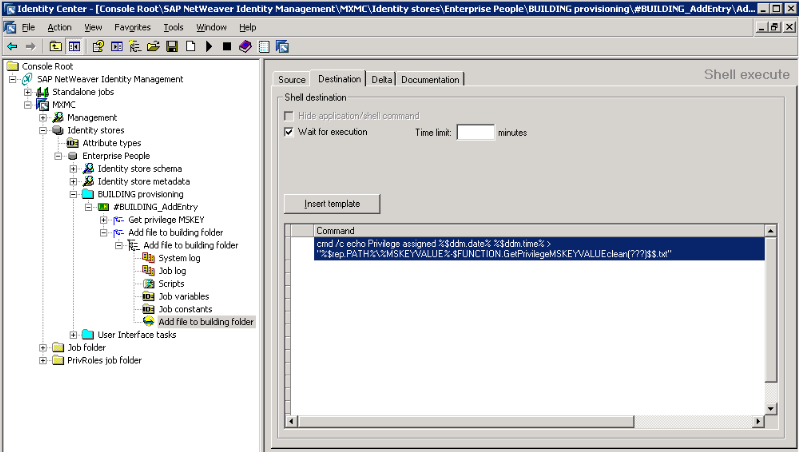 Identity Center - [Console Root\SAP NetWeaver Identity Management\MXMC\Identity stores\Enterprise People\BUILDING provisioning\#BUILDING_AddEntry\Ad...
File Action View Favorites Tools Window Help
Console Root
SAP NetWeaver Identity Management
Standalone jobs
MXMC
Management
Identity stores
Attribute types
Enterprise People
Identity store schema
Identity store metadata
BUILDING provisioning
#BUILDING_AddEntry
Get privilege MSKEY
Add file to building folder
Add file to building folder
System log
Job log
Scripts
Job variables
Job constants
Add file to building folder
User Interface tasks
Job folder
PrivRoles job folder
Shell execute
Source Destination Delta Documentation
Shell destination
Hide application/shell command
Wait for execution Time limit: minutes
Insert template
Command
cmd /c echo Privilege assigned %$ddm.date% %$ddm.time% >
"%$rep.PATH%\%MSKEYVALUE%-$FUNCTION.GetPrivilegeMSKEYVALUEclean(???)$$.txt"